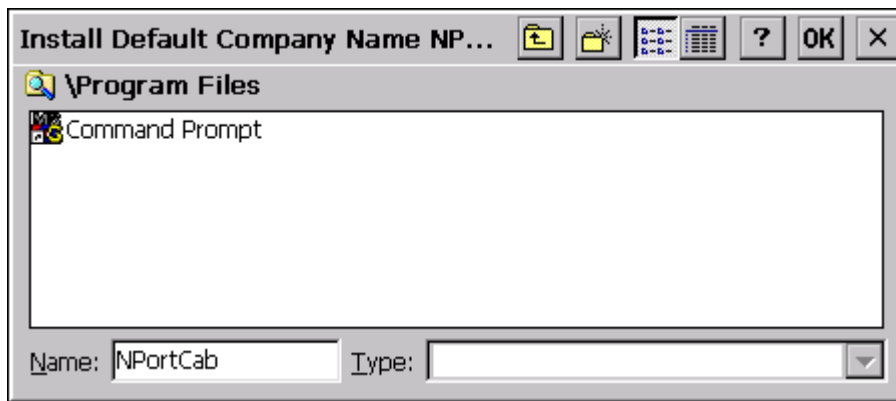 Install Default Company Name NP... ? OK ×
\Program Files
Command Prompt
Name: NPortCab Type: